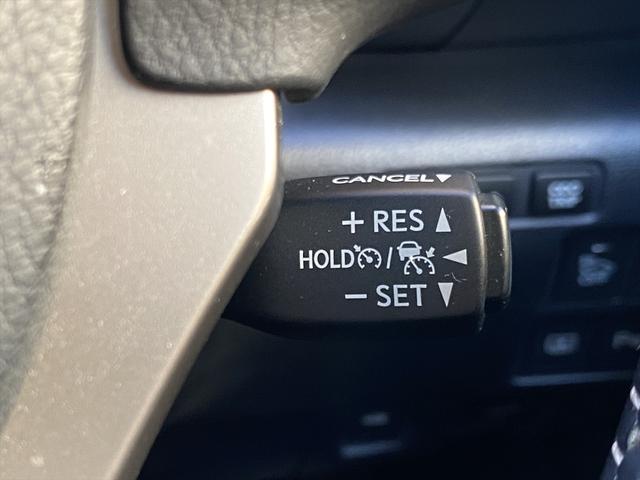 CANCEL▼
+ RES ▲
HOLD / ◀
− SET ▼